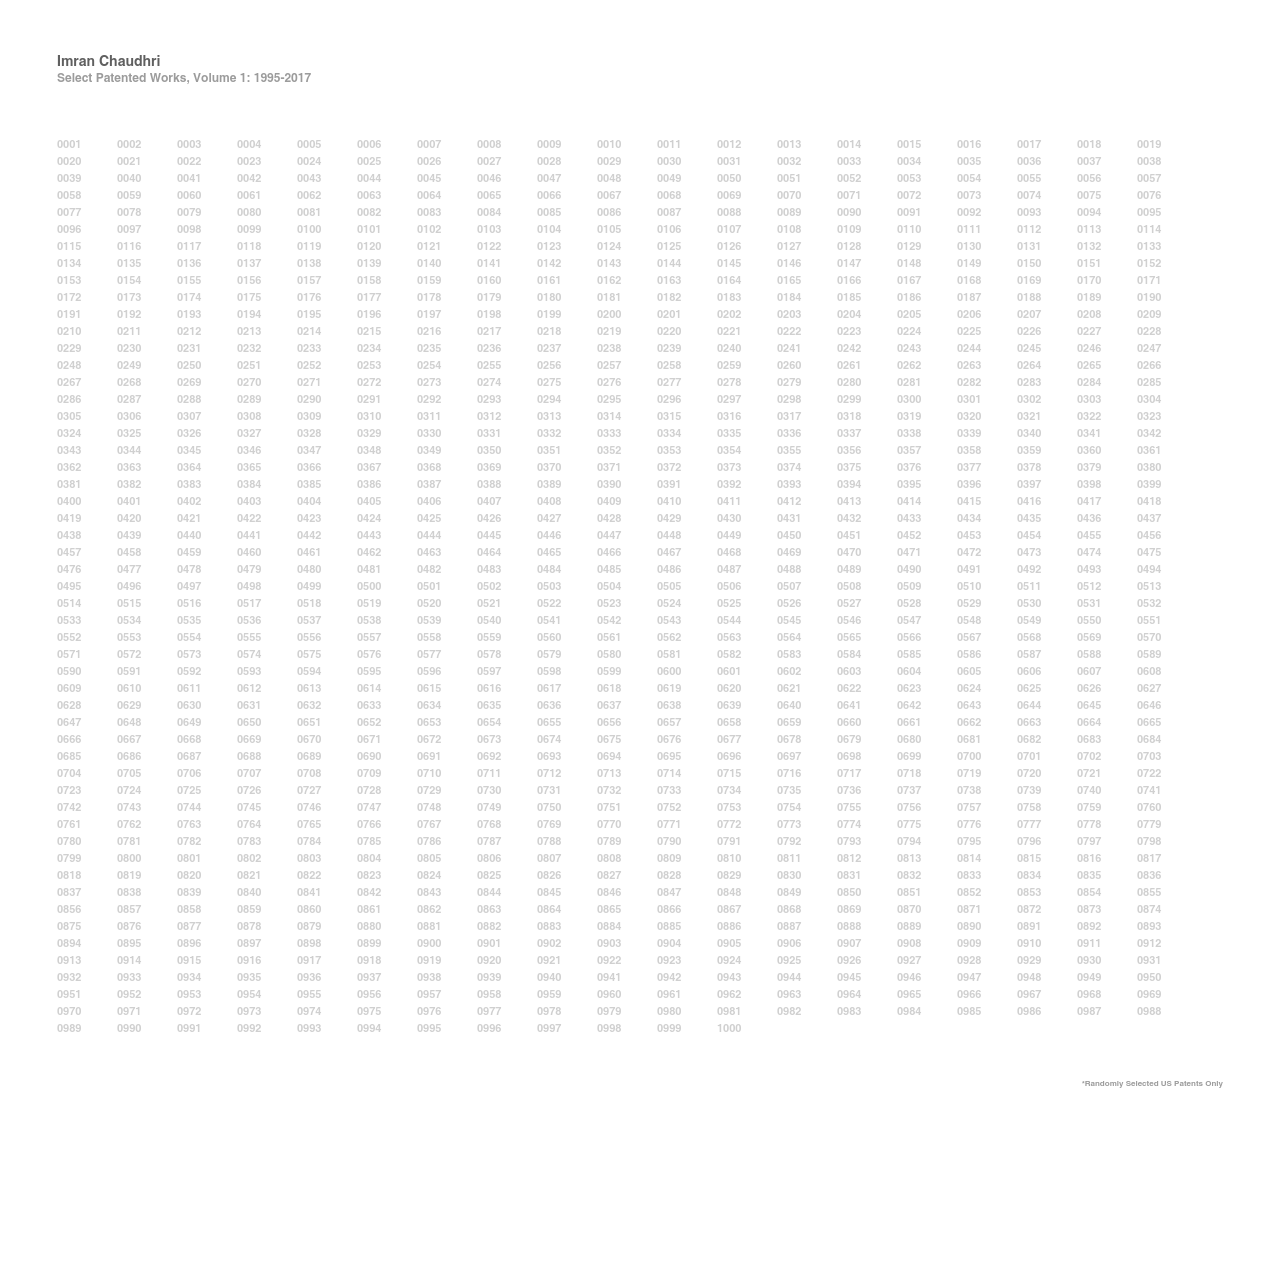 Imran Chaudhri
Select Patented Works, Volume 1: 1995-2017
0001 0002 0003 0004 0005 0006 0007 0008 0009 0010 0011 0012 0013 0014 0015 0016 0017 0018 0019
0020 0021 0022 0023 0024 0025 0026 0027 0028 0029 0030 0031 0032 0033 0034 0035 0036 0037 0038
0039 0040 0041 0042 0043 0044 0045 0046 0047 0048 0049 0050 0051 0052 0053 0054 0055 0056 0057
0058 0059 0060 0061 0062 0063 0064 0065 0066 0067 0068 0069 0070 0071 0072 0073 0074 0075 0076
0077 0078 0079 0080 0081 0082 0083 0084 0085 0086 0087 0088 0089 0090 0091 0092 0093 0094 0095
0096 0097 0098 0099 0100 0101 0102 0103 0104 0105 0106 0107 0108 0109 0110 0111 0112 0113 0114
0115 0116 0117 0118 0119 0120 0121 0122 0123 0124 0125 0126 0127 0128 0129 0130 0131 0132 0133
0134 0135 0136 0137 0138 0139 0140 0141 0142 0143 0144 0145 0146 0147 0148 0149 0150 0151 0152
0153 0154 0155 0156 0157 0158 0159 0160 0161 0162 0163 0164 0165 0166 0167 0168 0169 0170 0171
0172 0173 0174 0175 0176 0177 0178 0179 0180 0181 0182 0183 0184 0185 0186 0187 0188 0189 0190
0191 0192 0193 0194 0195 0196 0197 0198 0199 0200 0201 0202 0203 0204 0205 0206 0207 0208 0209
0210 0211 0212 0213 0214 0215 0216 0217 0218 0219 0220 0221 0222 0223 0224 0225 0226 0227 0228
0229 0230 0231 0232 0233 0234 0235 0236 0237 0238 0239 0240 0241 0242 0243 0244 0245 0246 0247
0248 0249 0250 0251 0252 0253 0254 0255 0256 0257 0258 0259 0260 0261 0262 0263 0264 0265 0266
0267 0268 0269 0270 0271 0272 0273 0274 0275 0276 0277 0278 0279 0280 0281 0282 0283 0284 0285
0286 0287 0288 0289 0290 0291 0292 0293 0294 0295 0296 0297 0298 0299 0300 0301 0302 0303 0304
0305 0306 0307 0308 0309 0310 0311 0312 0313 0314 0315 0316 0317 0318 0319 0320 0321 0322 0323
0324 0325 0326 0327 0328 0329 0330 0331 0332 0333 0334 0335 0336 0337 0338 0339 0340 0341 0342
0343 0344 0345 0346 0347 0348 0349 0350 0351 0352 0353 0354 0355 0356 0357 0358 0359 0360 0361
0362 0363 0364 0365 0366 0367 0368 0369 0370 0371 0372 0373 0374 0375 0376 0377 0378 0379 0380
0381 0382 0383 0384 0385 0386 0387 0388 0389 0390 0391 0392 0393 0394 0395 0396 0397 0398 0399
0400 0401 0402 0403 0404 0405 0406 0407 0408 0409 0410 0411 0412 0413 0414 0415 0416 0417 0418
0419 0420 0421 0422 0423 0424 0425 0426 0427 0428 0429 0430 0431 0432 0433 0434 0435 0436 0437
0438 0439 0440 0441 0442 0443 0444 0445 0446 0447 0448 0449 0450 0451 0452 0453 0454 0455 0456
0457 0458 0459 0460 0461 0462 0463 0464 0465 0466 0467 0468 0469 0470 0471 0472 0473 0474 0475
0476 0477 0478 0479 0480 0481 0482 0483 0484 0485 0486 0487 0488 0489 0490 0491 0492 0493 0494
0495 0496 0497 0498 0499 0500 0501 0502 0503 0504 0505 0506 0507 0508 0509 0510 0511 0512 0513
0514 0515 0516 0517 0518 0519 0520 0521 0522 0523 0524 0525 0526 0527 0528 0529 0530 0531 0532
0533 0534 0535 0536 0537 0538 0539 0540 0541 0542 0543 0544 0545 0546 0547 0548 0549 0550 0551
0552 0553 0554 0555 0556 0557 0558 0559 0560 0561 0562 0563 0564 0565 0566 0567 0568 0569 0570
0571 0572 0573 0574 0575 0576 0577 0578 0579 0580 0581 0582 0583 0584 0585 0586 0587 0588 0589
0590 0591 0592 0593 0594 0595 0596 0597 0598 0599 0600 0601 0602 0603 0604 0605 0606 0607 0608
0609 0610 0611 0612 0613 0614 0615 0616 0617 0618 0619 0620 0621 0622 0623 0624 0625 0626 0627
0628 0629 0630 0631 0632 0633 0634 0635 0636 0637 0638 0639 0640 0641 0642 0643 0644 0645 0646
0647 0648 0649 0650 0651 0652 0653 0654 0655 0656 0657 0658 0659 0660 0661 0662 0663 0664 0665
0666 0667 0668 0669 0670 0671 0672 0673 0674 0675 0676 0677 0678 0679 0680 0681 0682 0683 0684
0685 0686 0687 0688 0689 0690 0691 0692 0693 0694 0695 0696 0697 0698 0699 0700 0701 0702 0703
0704 0705 0706 0707 0708 0709 0710 0711 0712 0713 0714 0715 0716 0717 0718 0719 0720 0721 0722
0723 0724 0725 0726 0727 0728 0729 0730 0731 0732 0733 0734 0735 0736 0737 0738 0739 0740 0741
0742 0743 0744 0745 0746 0747 0748 0749 0750 0751 0752 0753 0754 0755 0756 0757 0758 0759 0760
0761 0762 0763 0764 0765 0766 0767 0768 0769 0770 0771 0772 0773 0774 0775 0776 0777 0778 0779
0780 0781 0782 0783 0784 0785 0786 0787 0788 0789 0790 0791 0792 0793 0794 0795 0796 0797 0798
0799 0800 0801 0802 0803 0804 0805 0806 0807 0808 0809 0810 0811 0812 0813 0814 0815 0816 0817
0818 0819 0820 0821 0822 0823 0824 0825 0826 0827 0828 0829 0830 0831 0832 0833 0834 0835 0836
0837 0838 0839 0840 0841 0842 0843 0844 0845 0846 0847 0848 0849 0850 0851 0852 0853 0854 0855
0856 0857 0858 0859 0860 0861 0862 0863 0864 0865 0866 0867 0868 0869 0870 0871 0872 0873 0874
0875 0876 0877 0878 0879 0880 0881 0882 0883 0884 0885 0886 0887 0888 0889 0890 0891 0892 0893
0894 0895 0896 0897 0898 0899 0900 0901 0902 0903 0904 0905 0906 0907 0908 0909 0910 0911 0912
0913 0914 0915 0916 0917 0918 0919 0920 0921 0922 0923 0924 0925 0926 0927 0928 0929 0930 0931
0932 0933 0934 0935 0936 0937 0938 0939 0940 0941 0942 0943 0944 0945 0946 0947 0948 0949 0950
0951 0952 0953 0954 0955 0956 0957 0958 0959 0960 0961 0962 0963 0964 0965 0966 0967 0968 0969
0970 0971 0972 0973 0974 0975 0976 0977 0978 0979 0980 0981 0982 0983 0984 0985 0986 0987 0988
0989 0990 0991 0992 0993 0994 0995 0996 0997 0998 0999 1000
*Randomly Selected US Patents Only